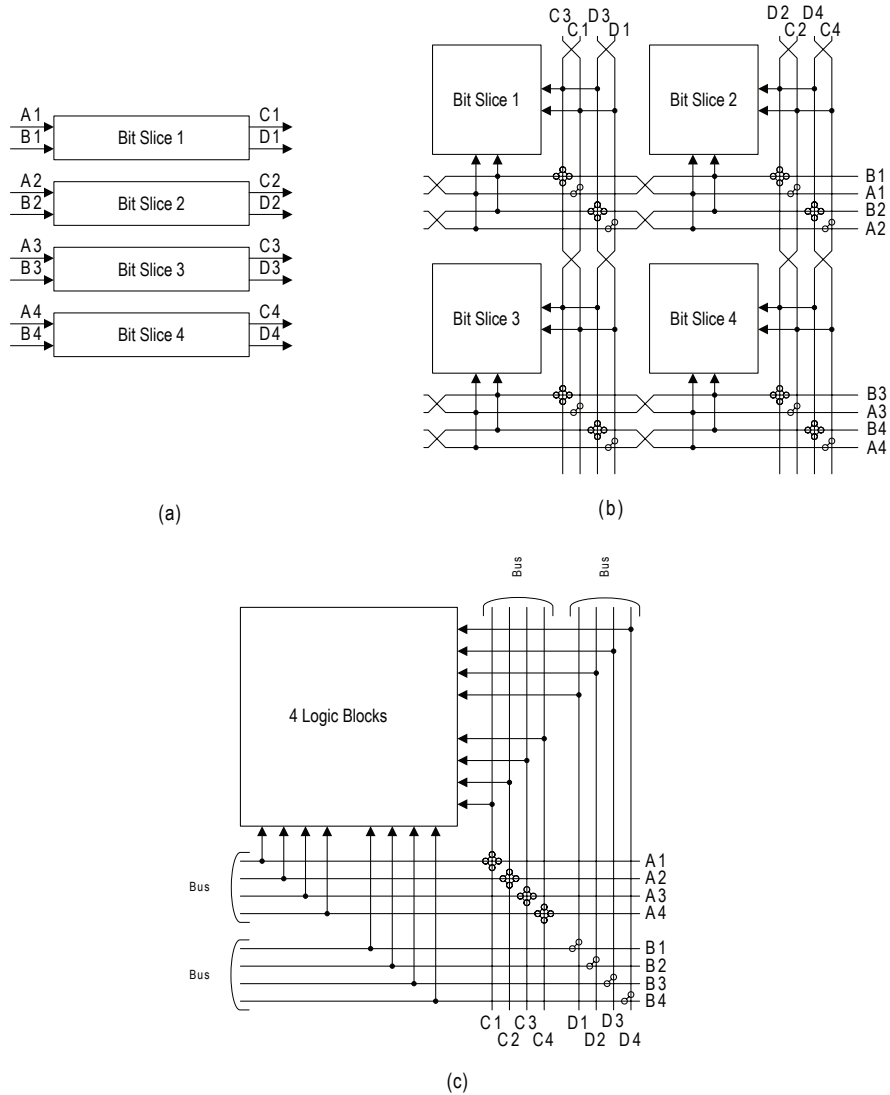 C3 D3
C1 D1
D2 D4
C2 C4
A1
B1
Bit Slice 1
C1
D1
A2
B2
Bit Slice 2
C2
D2
A3
B3
Bit Slice 3
C3
D3
A4
B4
Bit Slice 4
C4
D4
(a)
Bit Slice 1
Bit Slice 2
B1
A1
B2
A2
Bit Slice 3
Bit Slice 4
B3
A3
B4
A4
(b)
Bus
Bus
4 Logic Blocks
Bus
A1
A2
A3
A4
Bus
B1
B2
B3
B4
C1 C3 D1 D3
C2 C4 D2 D4
(c)